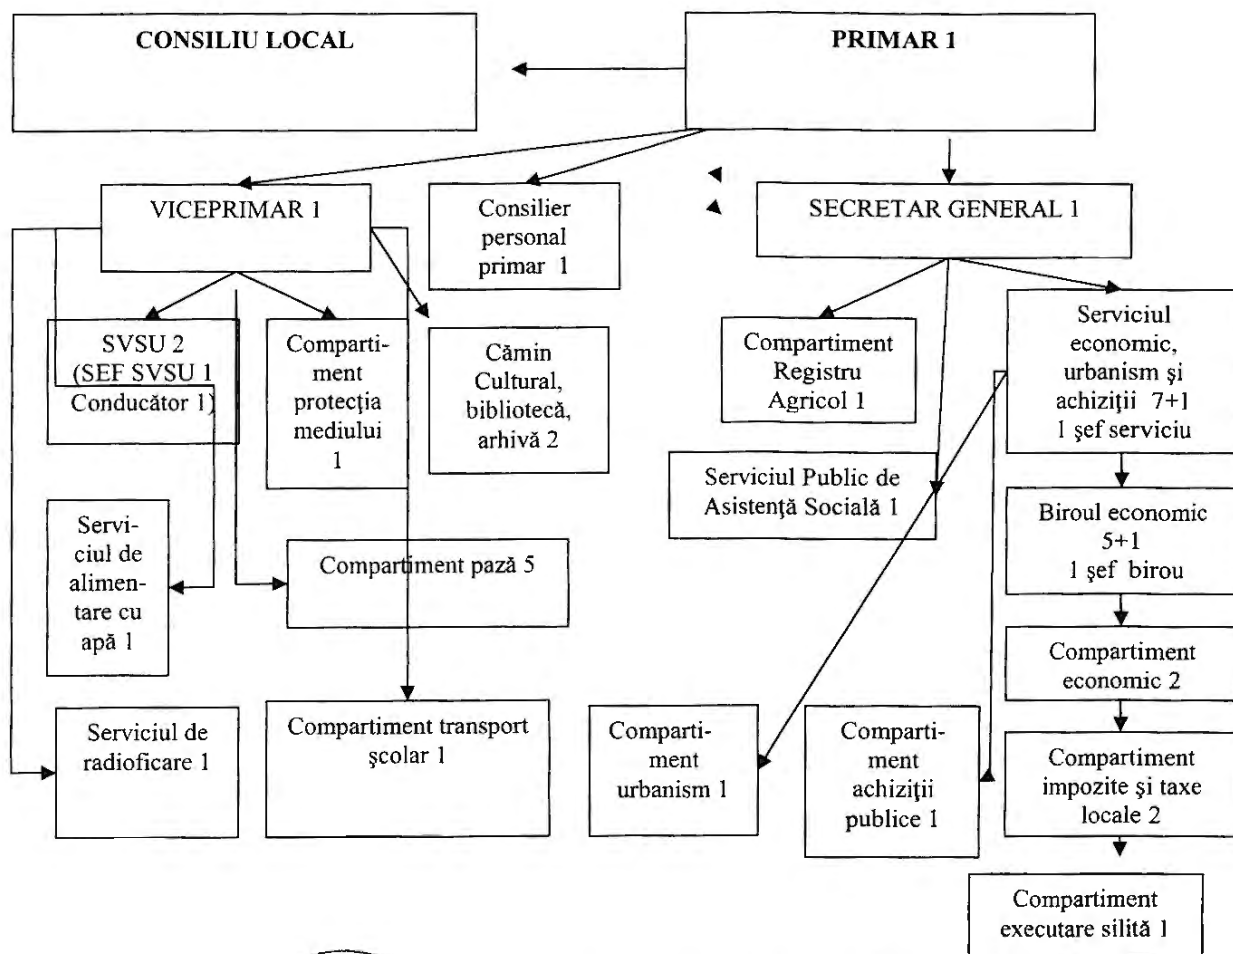 CONSILIU LOCAL
PRIMAR 1
VICEPRIMAR 1
Consilier
personal
primar 1
SECRETAR GENERAL 1
SVSU 2
(SEF SVSU 1
Conducător 1)
Comparti-
ment
protecţia
mediului
1
Cămin
Cultural,
bibliotecă,
arhivă 2
Compartiment
Registru
Agricol 1
Serviciul
economic,
urbanism şi
achiziţii 7+1
1 şef serviciu
Serviciul Public de
Asistenţă Socială 1
Servi-
ciul de
alimen-
tare cu
apă 1
Compartiment pază 5
Biroul economic
5+1
1 şef birou
Compartiment
economic 2
Serviciul de
radioficare 1
Compartiment transport
şcolar 1
Comparti-
ment
urbanism 1
Comparti-
ment
achiziţii
publice 1
Compartiment
impozite şi taxe
locale 2
Compartiment
executare silită 1